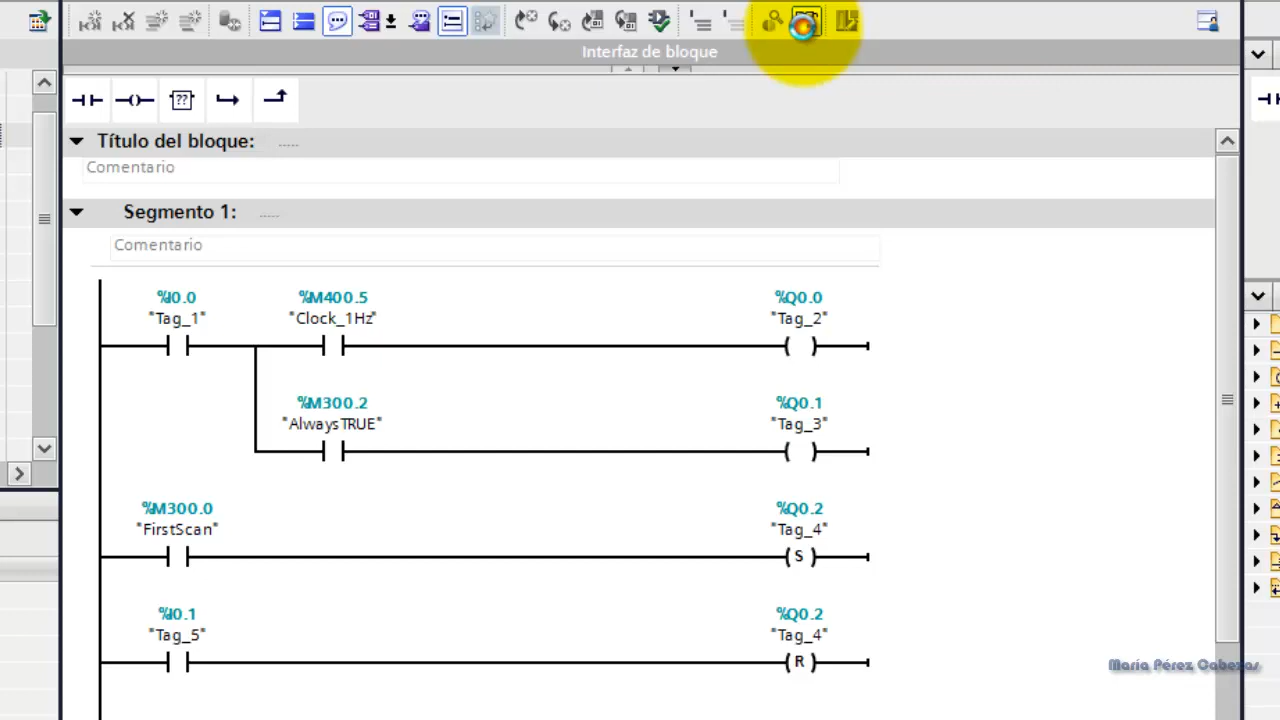 Interfaz de bloque
??
Título del bloque: .....
Comentario
Segmento 1: .....
Comentario
%I0.0 %M400.5 %Q0.0
"Tag_1" "Clock_1Hz" "Tag_2"
%M300.2 %Q0.1
"AlwaysTRUE" "Tag_3"
%M300.0 %Q0.2
"FirstScan" "Tag_4"
S
%I0.1 %Q0.2
"Tag_5" "Tag_4"
R
María Pérez Cabezas